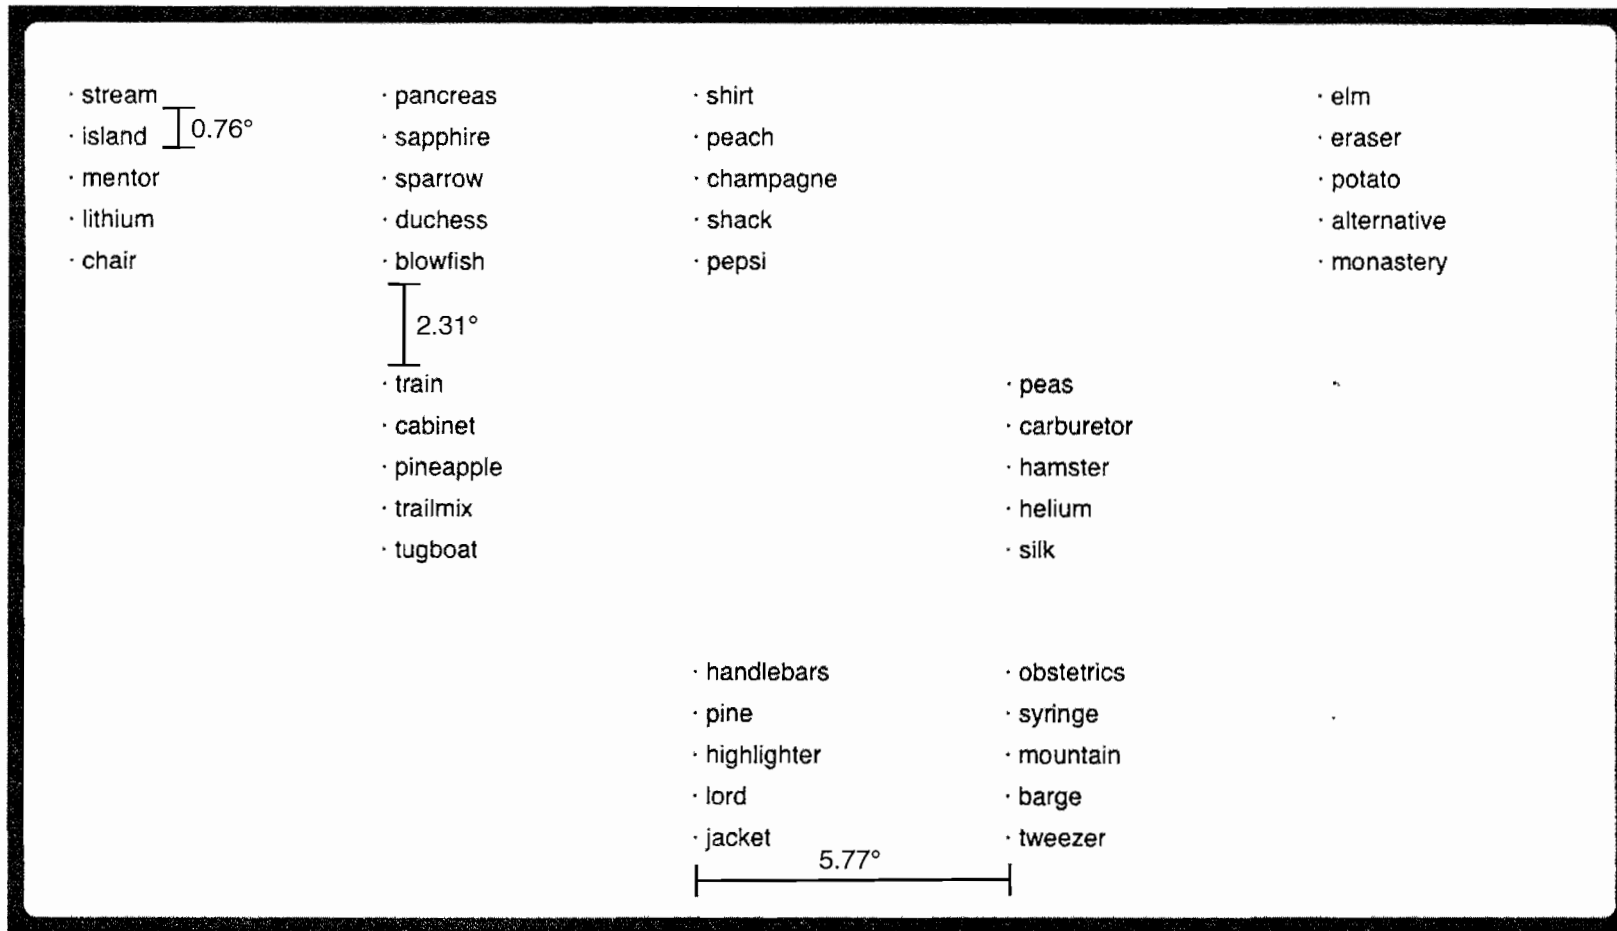 · stream
· island
· mentor
· lithium
· chair
0.76°
· pancreas
· sapphire
· sparrow
· duchess
· blowfish
2.31°
· shirt
· peach
· champagne
· shack
· pepsi
· elm
· eraser
· potato
· alternative
· monastery
· train
· cabinet
· pineapple
· trailmix
· tugboat
· peas
· carburetor
· hamster
· helium
· silk
· handlebars
· pine
· highlighter
· lord
· jacket
· obstetrics
· syringe
· mountain
· barge
· tweezer
5.77°